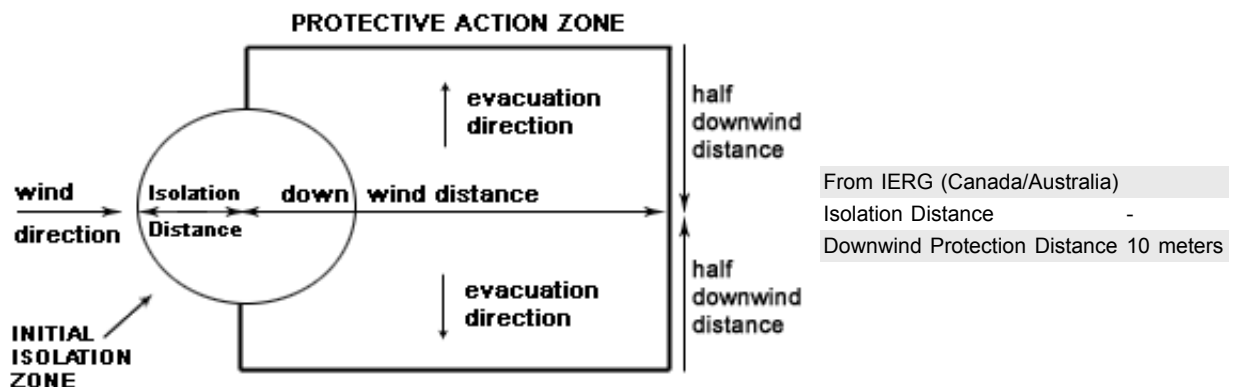 PROTECTIVE ACTION ZONE
evacuation
direction
half
downwind
distance
wind
direction
Isolation
Distance
down wind distance
evacuation
direction
half
downwind
distance
INITIAL
ISOLATION
ZONE
From IERG (Canada/Australia)
Isolation Distance -
Downwind Protection Distance 10 meters